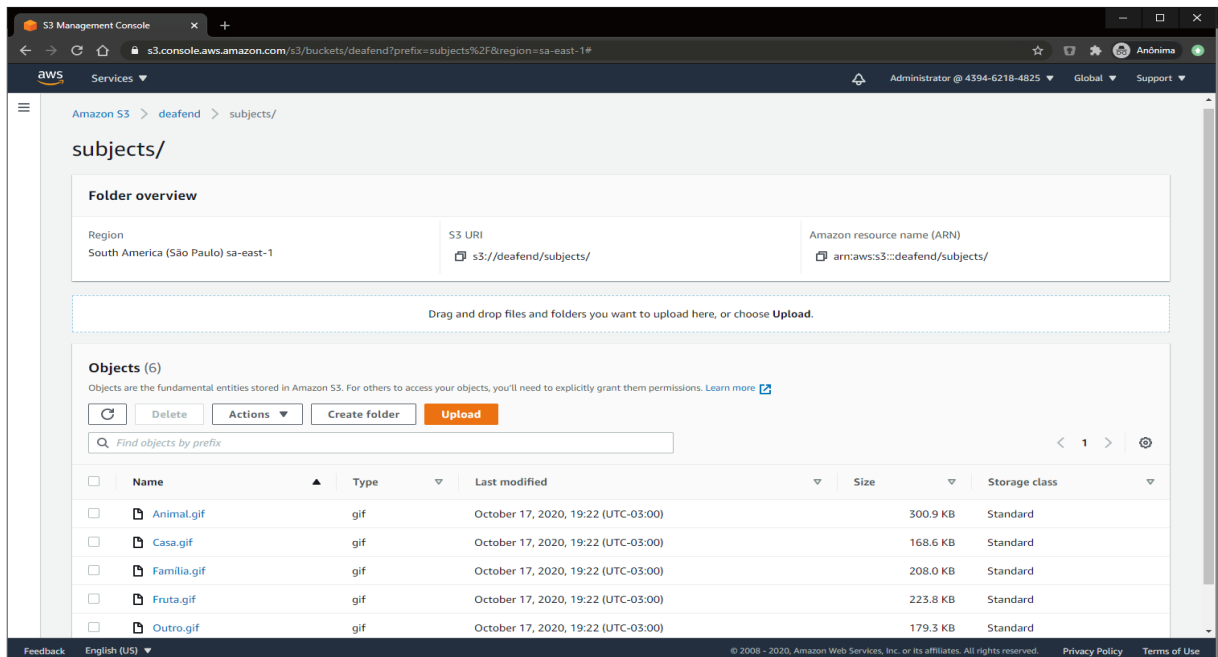 S3 Management Console
s3.console.aws.amazon.com/s3/buckets/deafend?prefix=subjects%2F&region=sa-east-1#
Anônima
aws
Services
Administrator @ 4394-6218-4825
Global
Support
Amazon S3 > deafend > subjects/
subjects/
Folder overview
Region
South America (São Paulo) sa-east-1
S3 URI
s3://deafend/subjects/
Amazon resource name (ARN)
arn:aws:s3:::deafend/subjects/
Drag and drop files and folders you want to upload here, or choose Upload.
Objects (6)
Objects are the fundamental entities stored in Amazon S3. For others to access your objects, you'll need to explicitly grant them permissions. Learn more
Delete Actions Create folder Upload
Find objects by prefix
< 1 >
Name Type Last modified Size Storage class
Animal.gif gif October 17, 2020, 19:22 (UTC-03:00) 300.9 KB Standard
Casa.gif gif October 17, 2020, 19:22 (UTC-03:00) 168.6 KB Standard
Família.gif gif October 17, 2020, 19:22 (UTC-03:00) 208.0 KB Standard
Fruta.gif gif October 17, 2020, 19:22 (UTC-03:00) 223.8 KB Standard
Outro.gif gif October 17, 2020, 19:22 (UTC-03:00) 179.3 KB Standard
Feedback English (US) © 2008 - 2020, Amazon Web Services, Inc. or its affiliates. All rights reserved. Privacy Policy Terms of Use